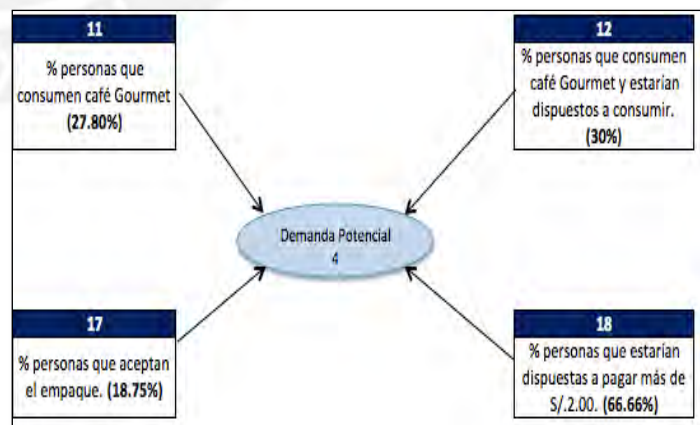 11
% personas que
consumen café Gourmet
(27.80%)
12
% personas que consumen
café Gourmet y estarían
dispuestos a consumir.
(30%)
Demanda Potencial
4
17
% personas que aceptan
el empaque. (18.75%)
18
% personas que estarían
dispuestas a pagar más de
S/.2.00. (66.66%)